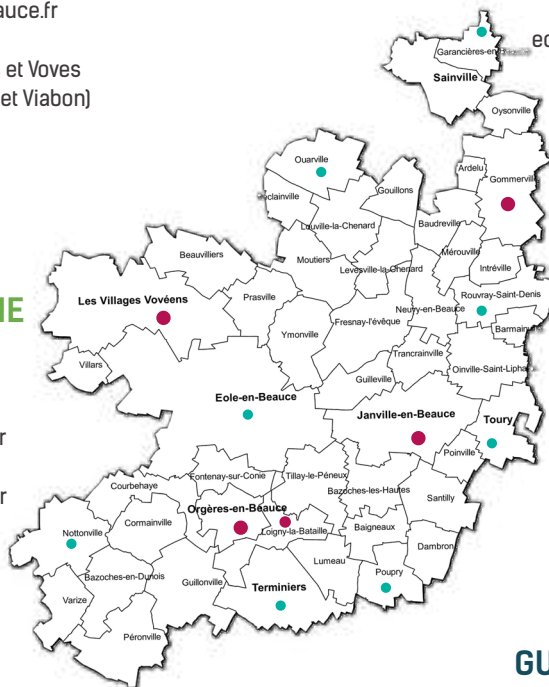 auce.fr
et Voves
et Viabon)
IE
r
r
ec
GU
Garancières-en-
Sainville
Oysonville
Ouarville
Ardelu
Gommerville
Gouillons
Louville-la-Chenard
Baudreville
Beauvilliers
Moutiers
Mérouville
Levesville-la-Chenard
Intréville
Les Villages Vovéens
Prasville
Rouvray-Saint-Denis
Neuvy-en-Beauce
Fresnay-l'évêque
Ymonville
Barmain
Trancrainville
Villars
Oinville-Saint-Lipha
Guilleville
Eole-en-Beauce
Janville-en-Beauce
Toury
Poinville
Fontenay-sur-Conie
Tillay-le-Péneux
Courbehaye
Bazoches-les-Hautes
Santilly
Orgères-en-Beauce
Cormainville
Loigny-la-Bataille
Baigneaux
Nottonville
Dambron
Lumeau
Bazoches-en-Dunois
Guillonville
Poupry
Terminiers
Varize
Péronville